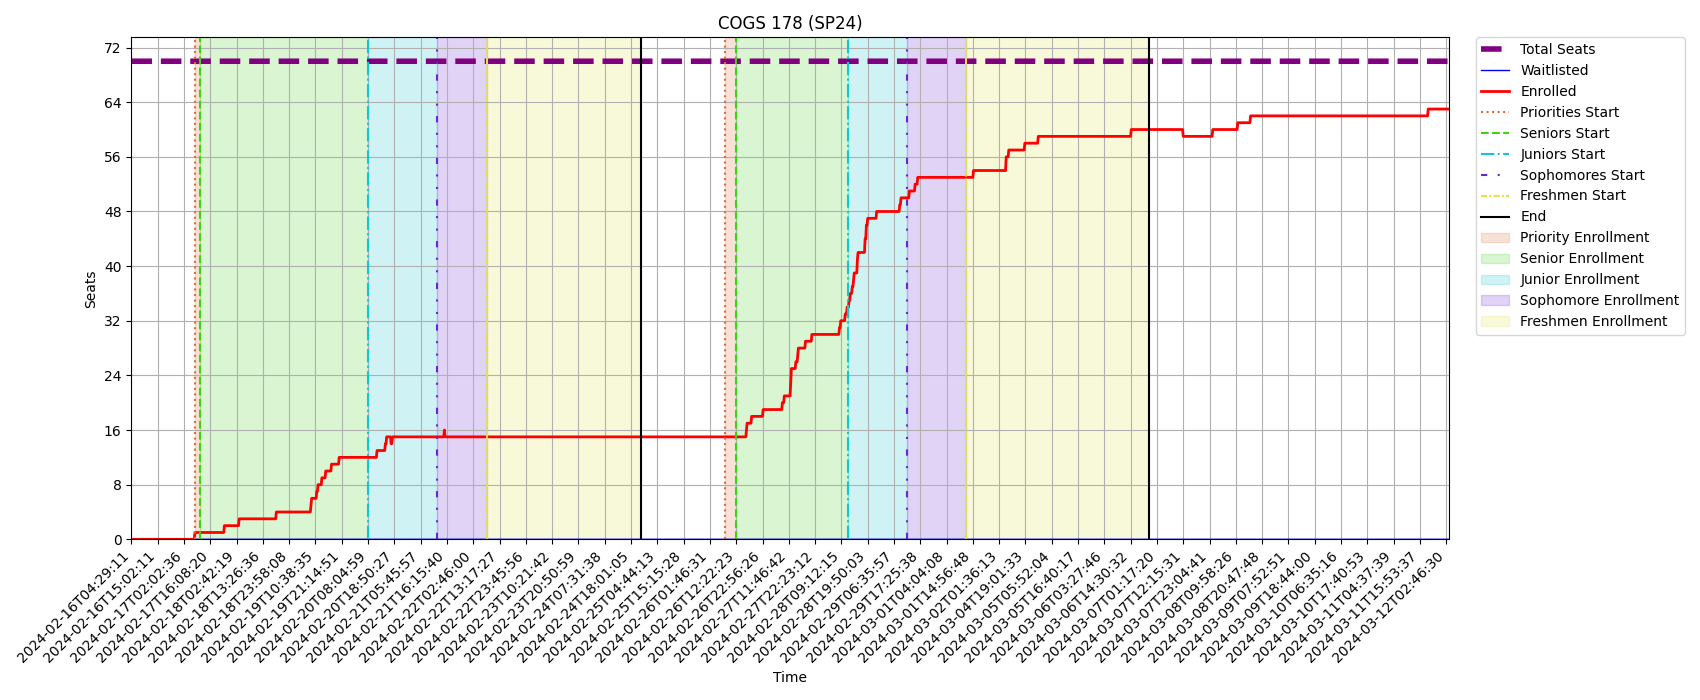 COGS 178 (SP24)
Seats
72
64
56
48
40
32
24
16
8
0
2024-02-16T04:29:11
2024-02-16T15:02:11
2024-02-17T02:02:36
2024-02-17T16:08:20
2024-02-18T02:42:19
2024-02-18T13:26:36
2024-02-18T23:58:08
2024-02-19T10:38:35
2024-02-19T21:14:51
2024-02-20T08:04:59
2024-02-20T18:50:27
2024-02-21T05:45:57
2024-02-21T16:15:40
2024-02-22T02:46:00
2024-02-22T13:17:27
2024-02-22T23:45:56
2024-02-23T10:21:42
2024-02-23T20:50:59
2024-02-24T07:31:38
2024-02-24T18:01:05
2024-02-25T04:44:13
2024-02-25T15:15:28
2024-02-26T01:46:31
2024-02-26T12:22:23
2024-02-26T22:56:26
2024-02-27T11:46:42
2024-02-27T22:23:12
2024-02-28T09:12:15
2024-02-28T19:50:03
2024-02-29T06:35:57
2024-02-29T17:25:38
2024-03-01T04:04:08
2024-03-01T14:56:48
2024-03-02T01:36:13
2024-03-04T19:01:33
2024-03-05T05:52:04
2024-03-05T16:40:17
2024-03-06T03:27:46
2024-03-06T14:30:32
2024-03-07T01:17:20
2024-03-07T12:15:31
2024-03-07T23:04:41
2024-03-08T09:58:26
2024-03-08T20:47:48
2024-03-09T07:52:51
2024-03-09T18:44:00
2024-03-10T06:35:16
2024-03-10T17:40:53
2024-03-11T04:37:39
2024-03-11T15:53:37
2024-03-12T02:46:30
Time
Total Seats
Waitlisted
Enrolled
Priorities Start
Seniors Start
Juniors Start
Sophomores Start
Freshmen Start
End
Priority Enrollment
Senior Enrollment
Junior Enrollment
Sophomore Enrollment
Freshmen Enrollment